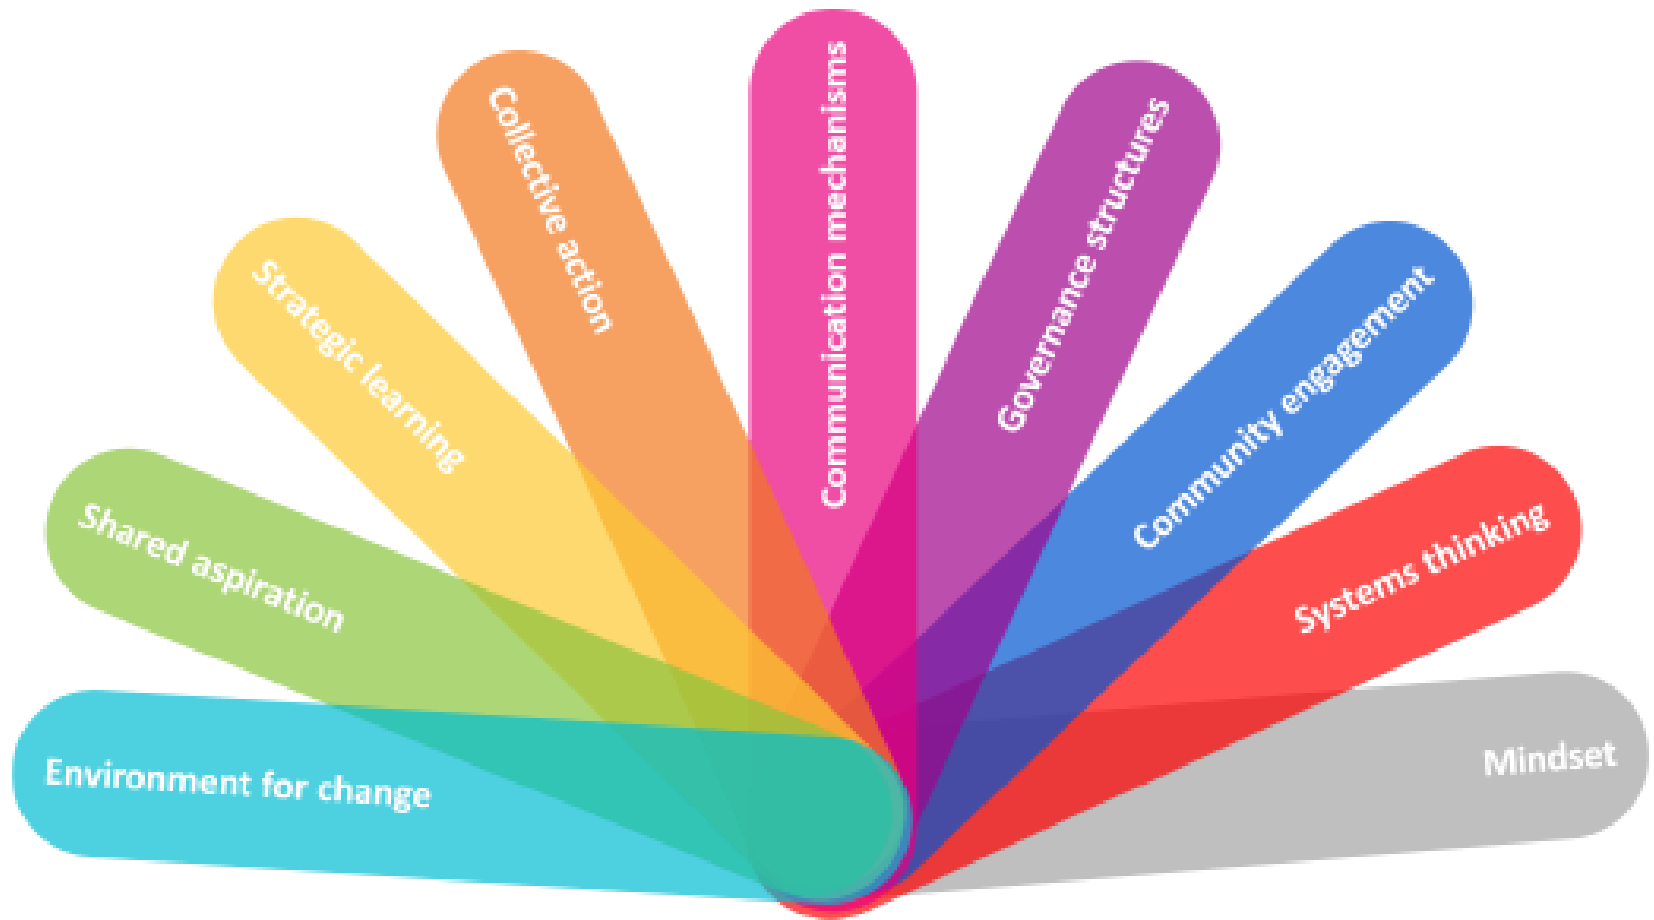 Environment for change
Shared aspiration
Strategic learning
Collective action
Communication mechanisms
Governance structures
Community engagement
Systems thinking
Mindset